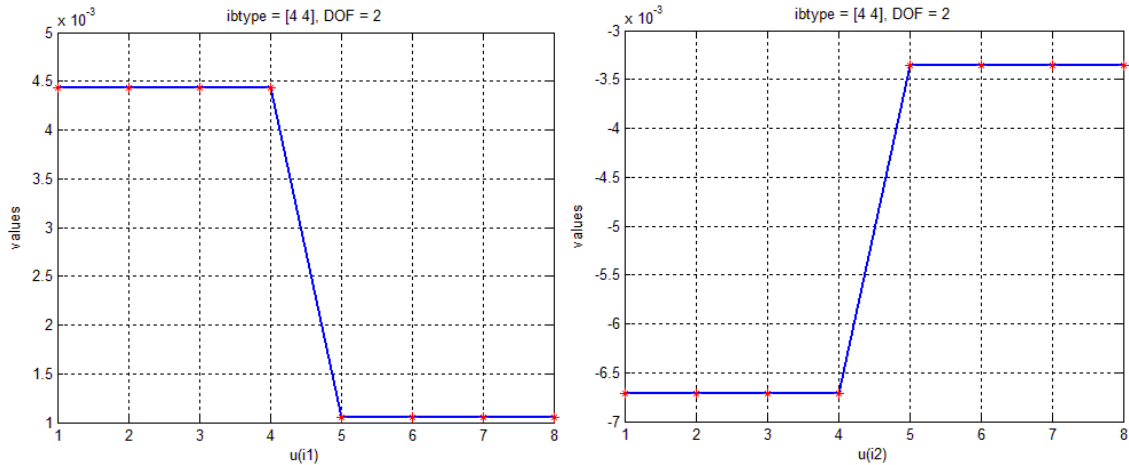 x 10^-3
ibtype = [4 4], DOF = 2
5
4.5
4
3.5
3
2.5
2
1.5
1
values
1 2 3 4 5 6 7 8
u(i1)
x 10^-3
ibtype = [4 4], DOF = 2
-3
-3.5
-4
-4.5
-5
-5.5
-6
-6.5
-7
values
1 2 3 4 5 6 7 8
u(i2)